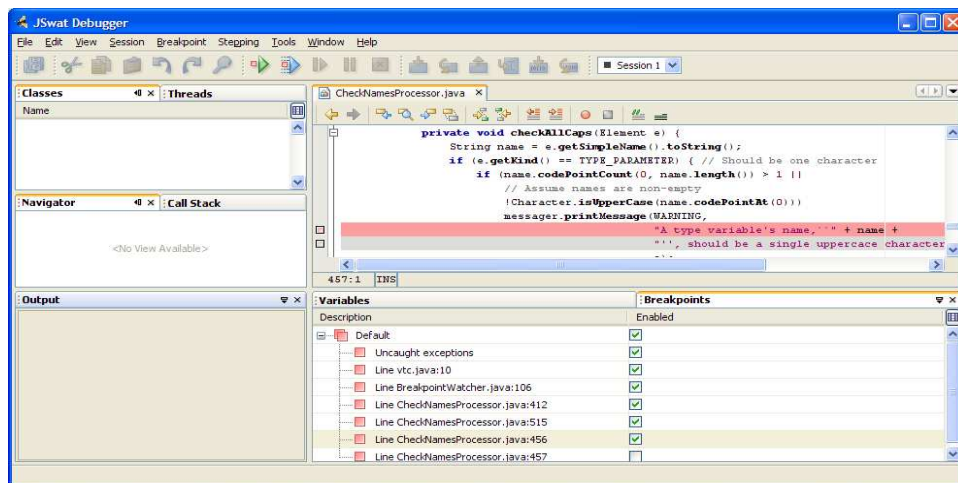 JSwat Debugger
File Edit View Session Breakpoint Stepping Tools Window Help
Session 1
Classes Threads
Name
Navigator Call Stack
<No View Available>
Output
CheckNamesProcessor.java
private void checkAllCaps(Element e) {
String name = e.getSimpleName().toString();
if (e.getKind() == TYPE_PARAMETER) { // Should be one character
if (name.codePointCount(0, name.length()) > 1 ||
// Assume names are non-empty
!Character.isUpperCase(name.codePointAt(0)))
messager.printMessage(WARNING,
"A type variable's name,``" + name +
"'', should be a single uppercace character
457:1 INS
Variables Breakpoints
Description Enabled
Default
Uncaught exceptions
Line vtc.java:10
Line BreakpointWatcher.java:106
Line CheckNamesProcessor.java:412
Line CheckNamesProcessor.java:515
Line CheckNamesProcessor.java:456
Line CheckNamesProcessor.java:457